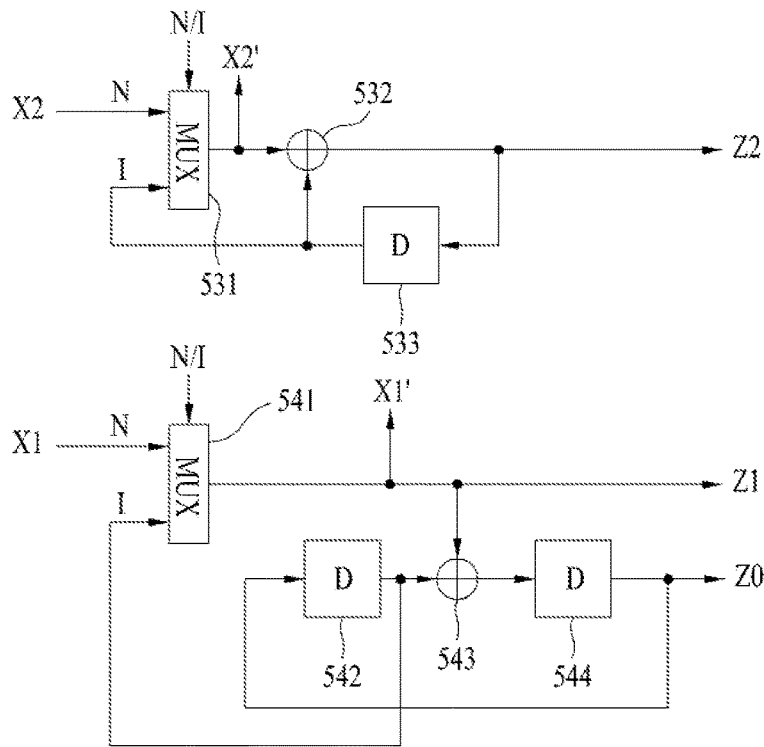 N/I
X2'
532
X2
N
MUX
Z2
I
D
531
533
N/I
541
X1'
X1
N
MUX
Z1
I
D
D
Z0
542
543
544